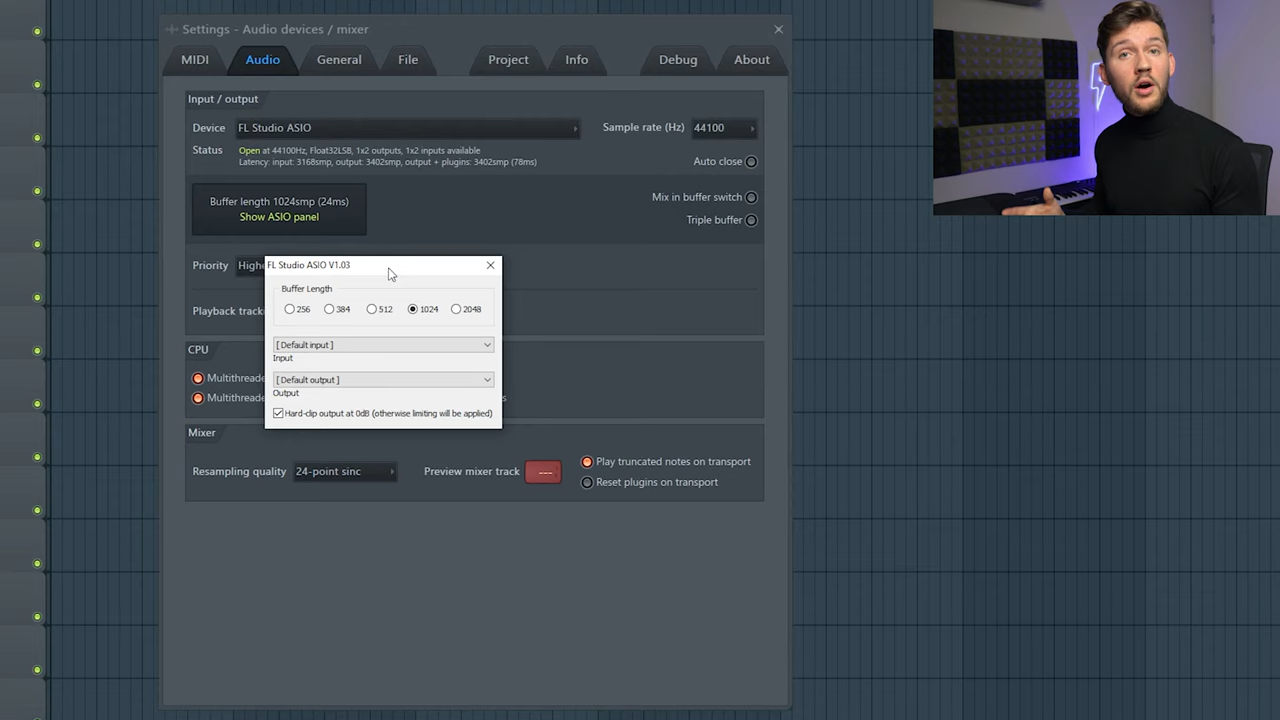 Settings - Audio devices / mixer
MIDI Audio General File Project Info Debug About
Input / output
Device FL Studio ASIO Sample rate (Hz) 44100
Status Open at 44100Hz, Float32LSB, 1x2 outputs, 1x2 inputs available
Latency: input: 3168smp, output: 3402smp, output + plugins: 3402smp (78ms)
Auto close
Buffer length 1024smp (24ms)
Show ASIO panel
Mix in buffer switch
Triple buffer
Priority
FL Studio ASIO V1.03
Buffer Length
256 384 512 1024 2048
[ Default input ]
Input
[ Default output ]
Output
Hard-clip output at 0dB (otherwise limiting will be applied)
CPU
Mixer
Resampling quality 24-point sinc Preview mixer track ---
Play truncated notes on transport
Reset plugins on transport